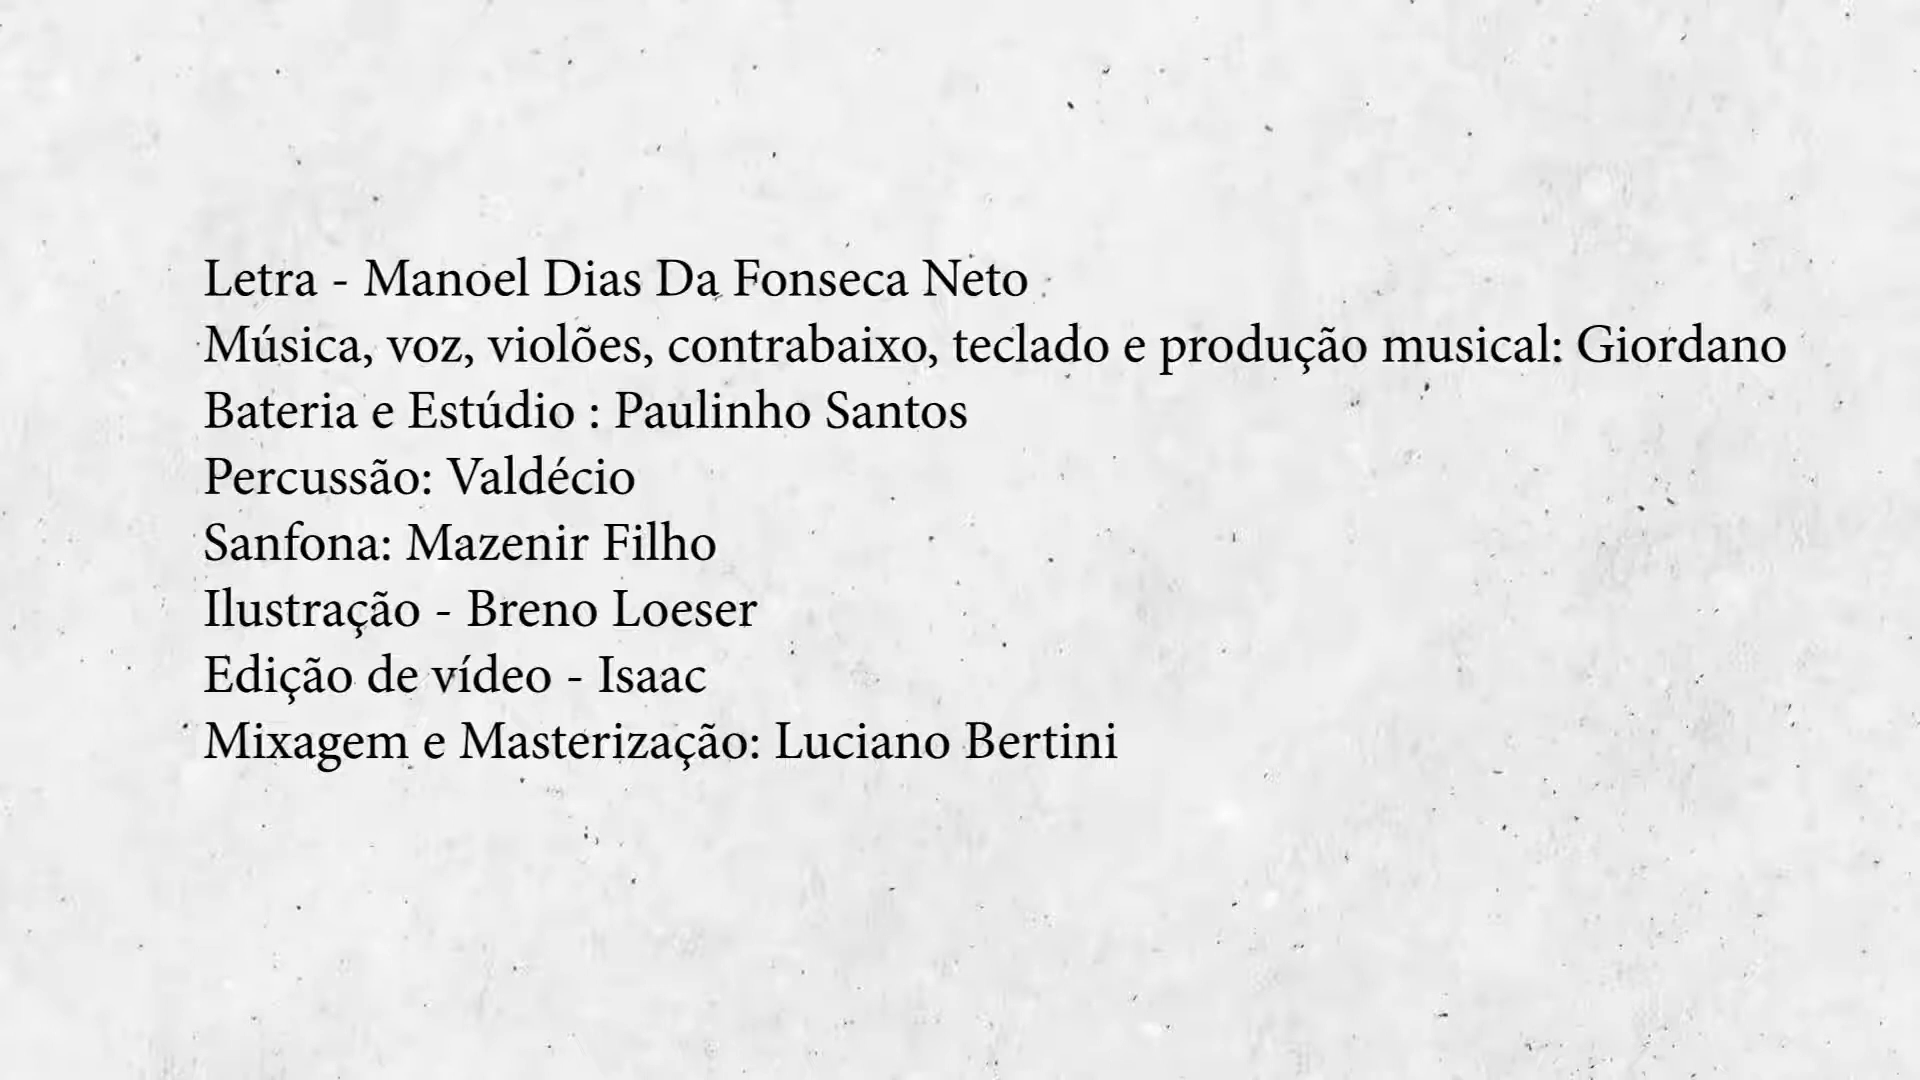 Letra - Manoel Dias Da Fonseca Neto
Música, voz, violões, contrabaixo, teclado e produção musical: Giordano
Bateria e Estúdio : Paulinho Santos
Percussão: Valdécio
Sanfona: Mazenir Filho
Ilustração - Breno Loeser
Edição de vídeo - Isaac
Mixagem e Masterização: Luciano Bertini